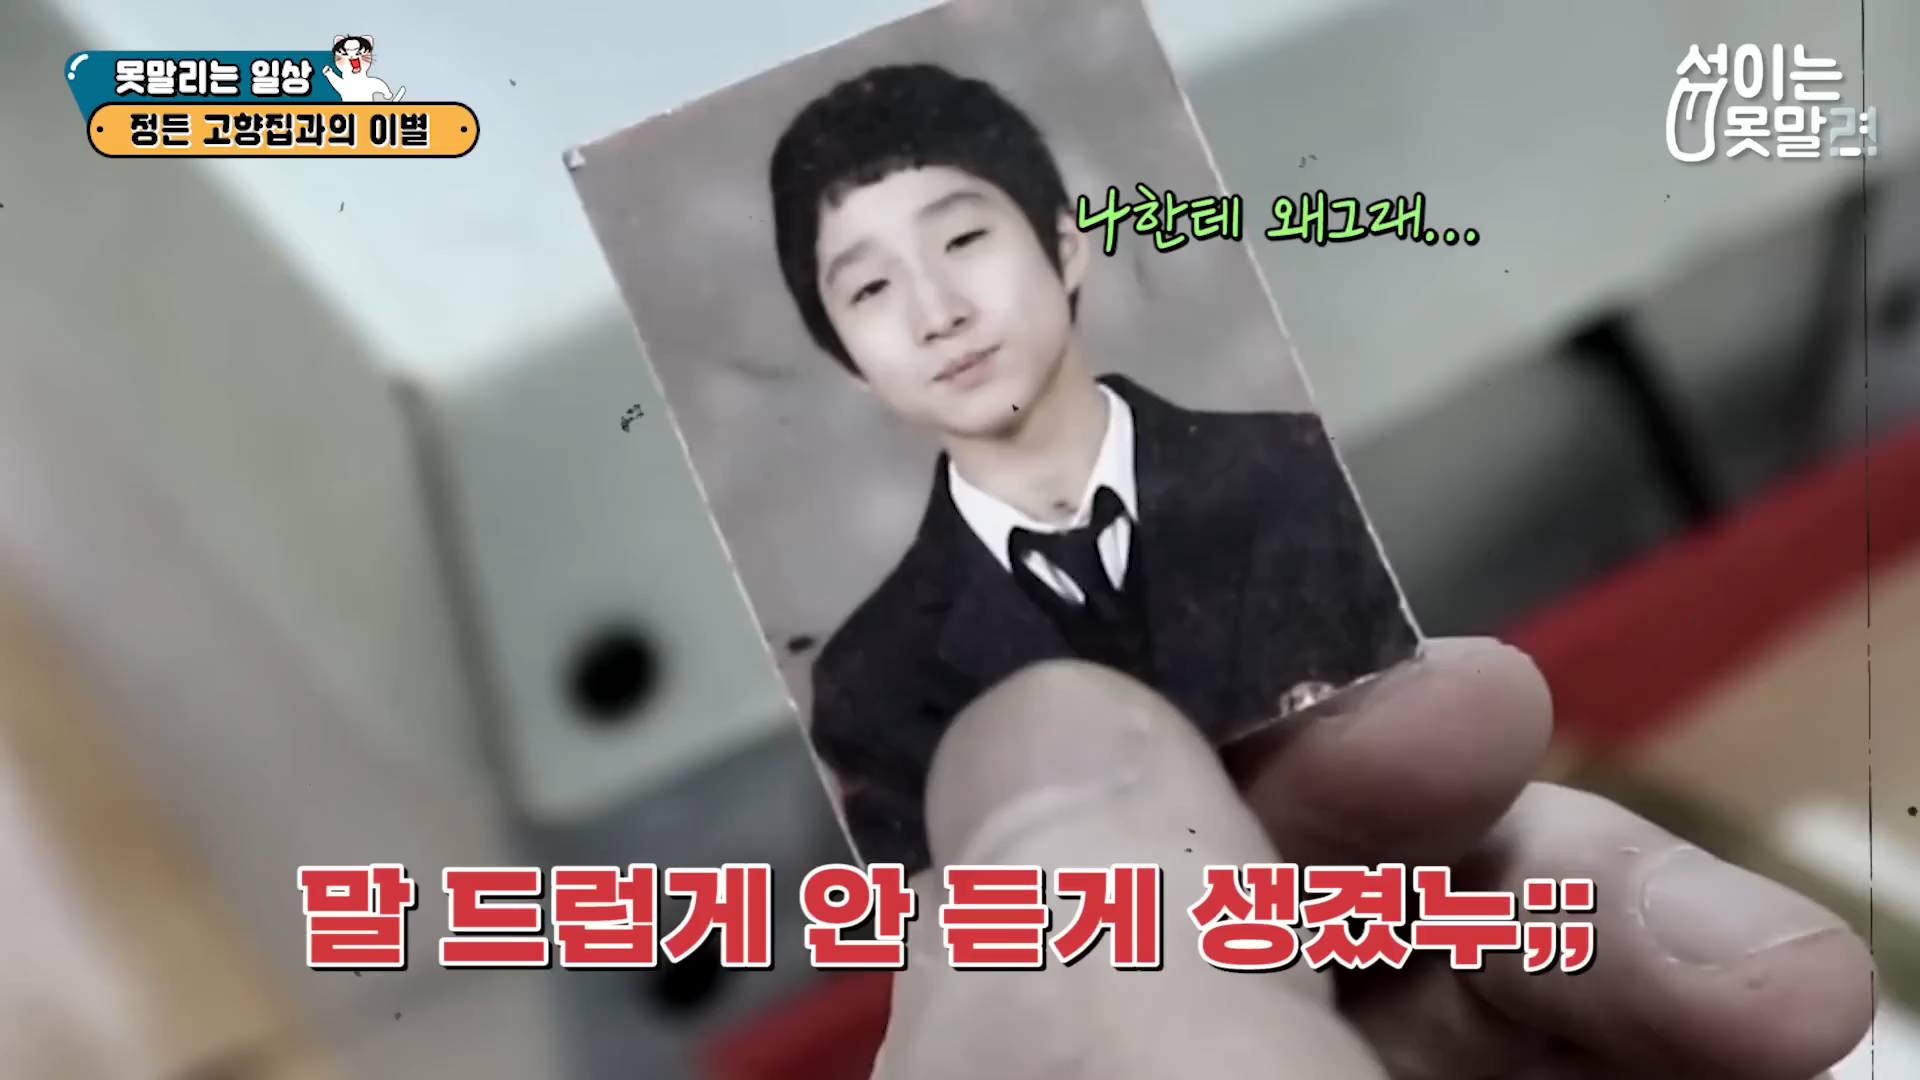 못말리는 일상
정든 고향집과의 이별
섭이는
못말려
나한테 왜그래...
말 드럽게 안 듣게 생겼누;;